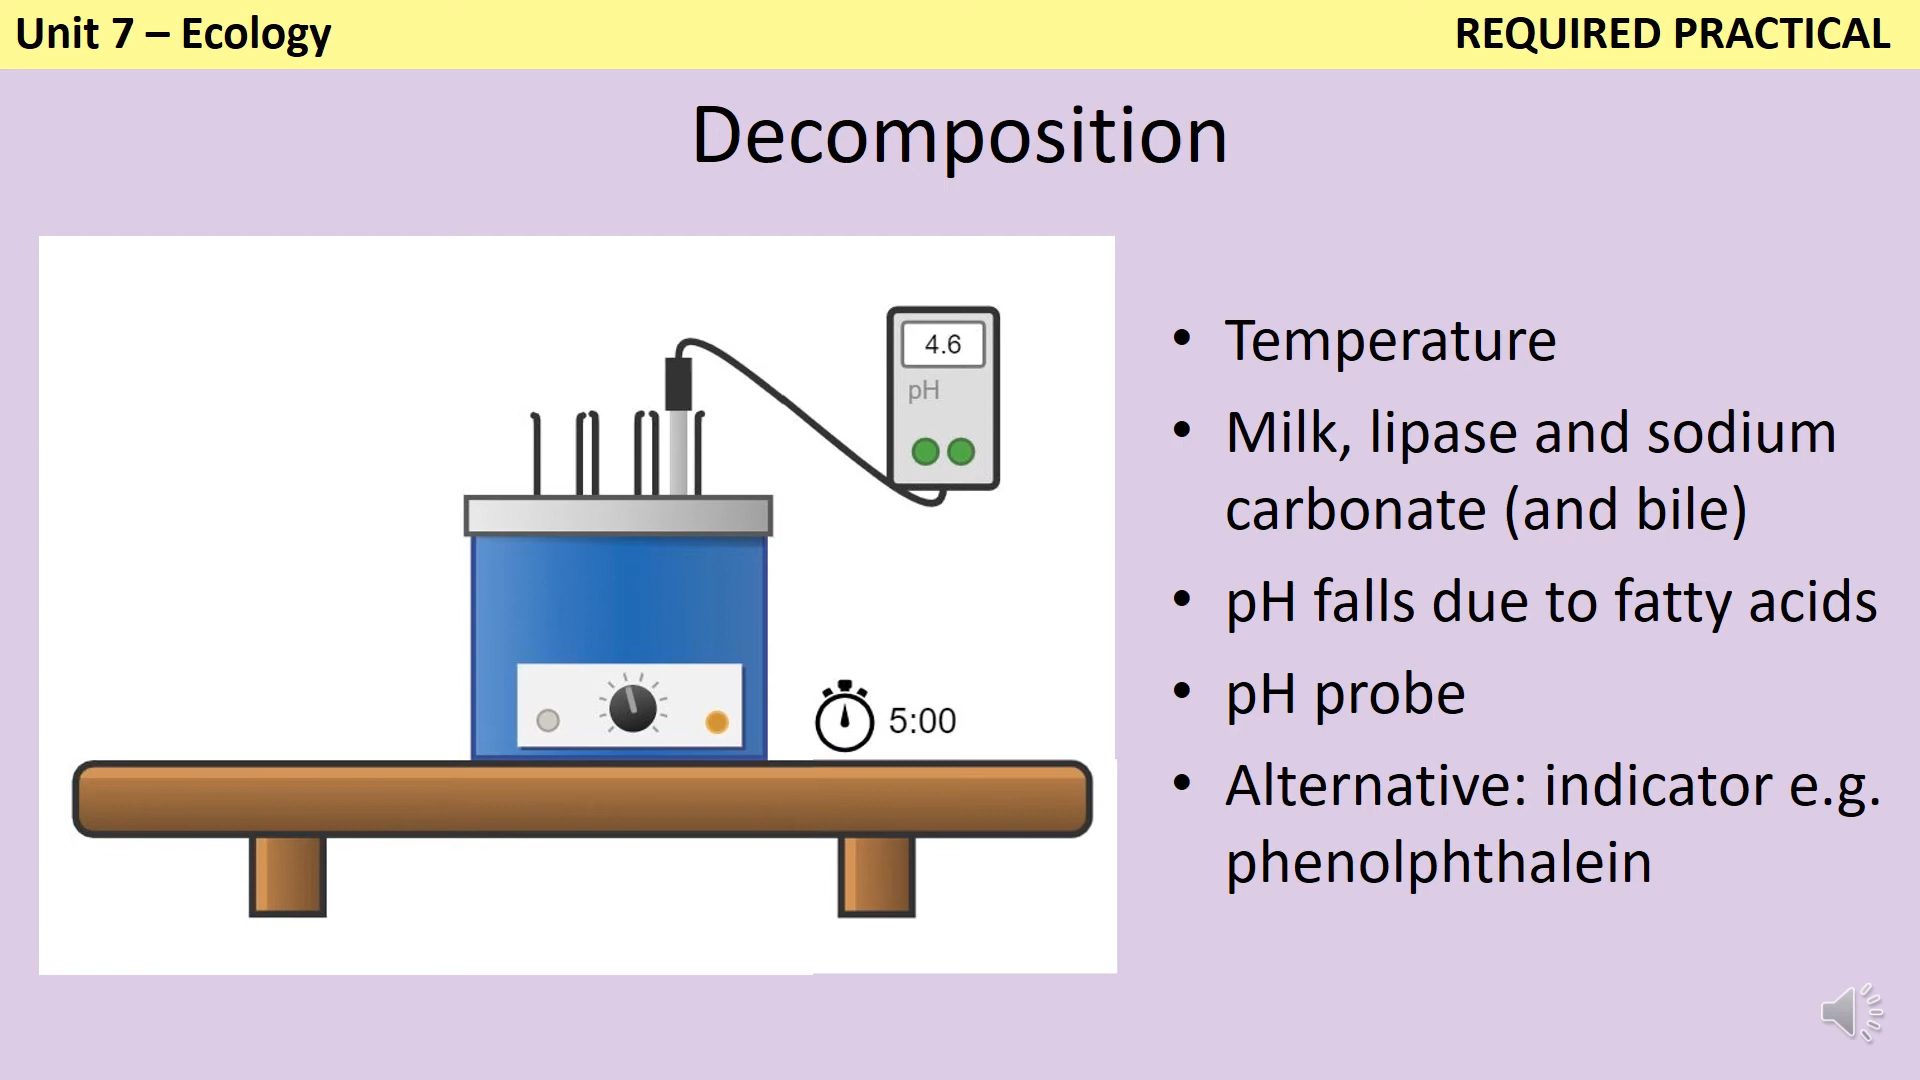 Unit 7 – Ecology
REQUIRED PRACTICAL
Decomposition
4.6
pH
5:00
• Temperature
• Milk, lipase and sodium
carbonate (and bile)
• pH falls due to fatty acids
• pH probe
• Alternative: indicator e.g.
phenolphthalein